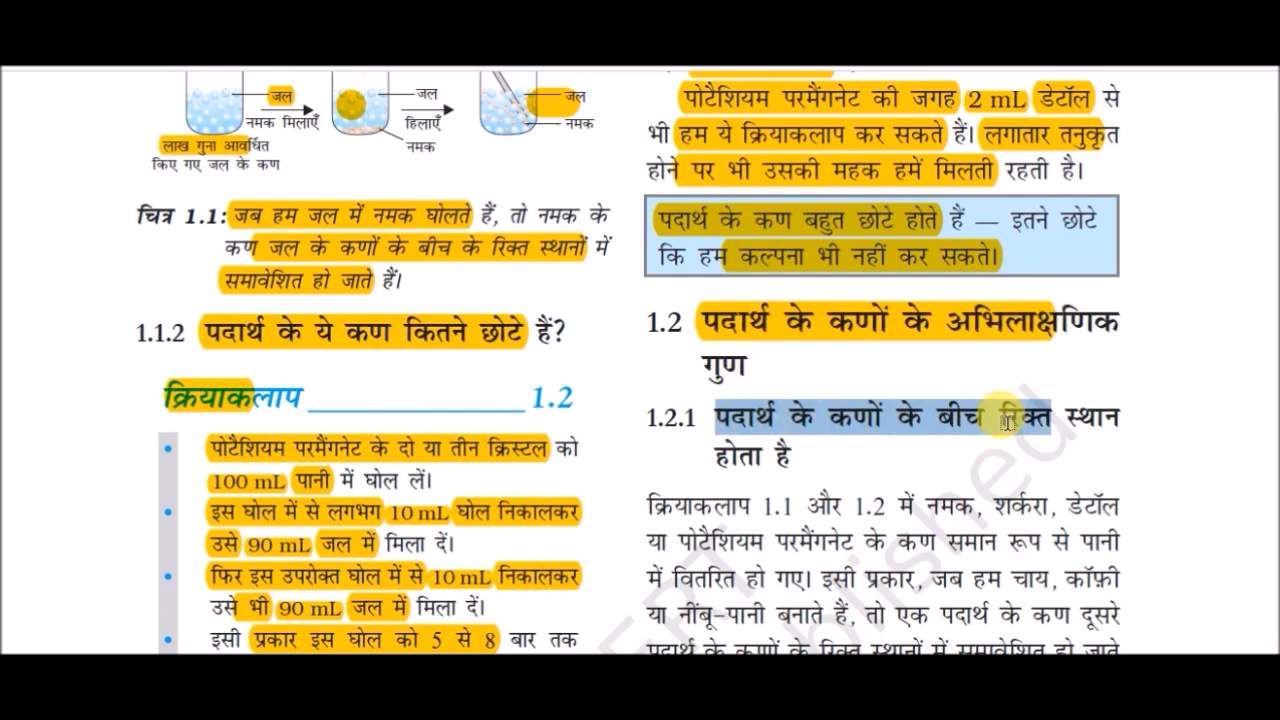 जल
नमक मिलाएँ
लाख गुना आवर्धित
किए गए जल के कण
जल
हिलाएँ
नमक
जल
नमक
चित्र 1.1: जब हम जल में नमक घोलते हैं, तो नमक के
कण जल के कणों के बीच के रिक्त स्थानों में
समावेशित हो जाते हैं।
1.1.2 पदार्थ के ये कण कितने छोटे हैं?
क्रियाकलाप ______________ 1.2
• पोटैशियम परमैंगनेट के दो या तीन क्रिस्टल को
100 mL पानी में घोल लें।
• इस घोल में से लगभग 10 mL घोल निकालकर
उसे 90 mL जल में मिला दें।
• फिर इस उपरोक्त घोल में से 10 mL निकालकर
उसे भी 90 mL जल में मिला दें।
• इसी प्रकार इस घोल को 5 से 8 बार तक
पोटैशियम परमैंगनेट की जगह 2 mL डेटॉल से
भी हम ये क्रियाकलाप कर सकते हैं। लगातार तनुकृत
होने पर भी उसकी महक हमें मिलती रहती है।
पदार्थ के कण बहुत छोटे होते हैं — इतने छोटे
कि हम कल्पना भी नहीं कर सकते।
1.2 पदार्थ के कणों के अभिलाक्षणिक
गुण
1.2.1 पदार्थ के कणों के बीच रिक्त स्थान
होता है
क्रियाकलाप 1.1 और 1.2 में नमक, शर्करा, डेटॉल
या पोटैशियम परमैंगनेट के कण समान रूप से पानी
में वितरित हो गए। इसी प्रकार, जब हम चाय, कॉफ़ी
या नींबू-पानी बनाते हैं, तो एक पदार्थ के कण दूसरे
पदार्थ के कणों के रिक्त स्थानों में समावेशित हो जाते